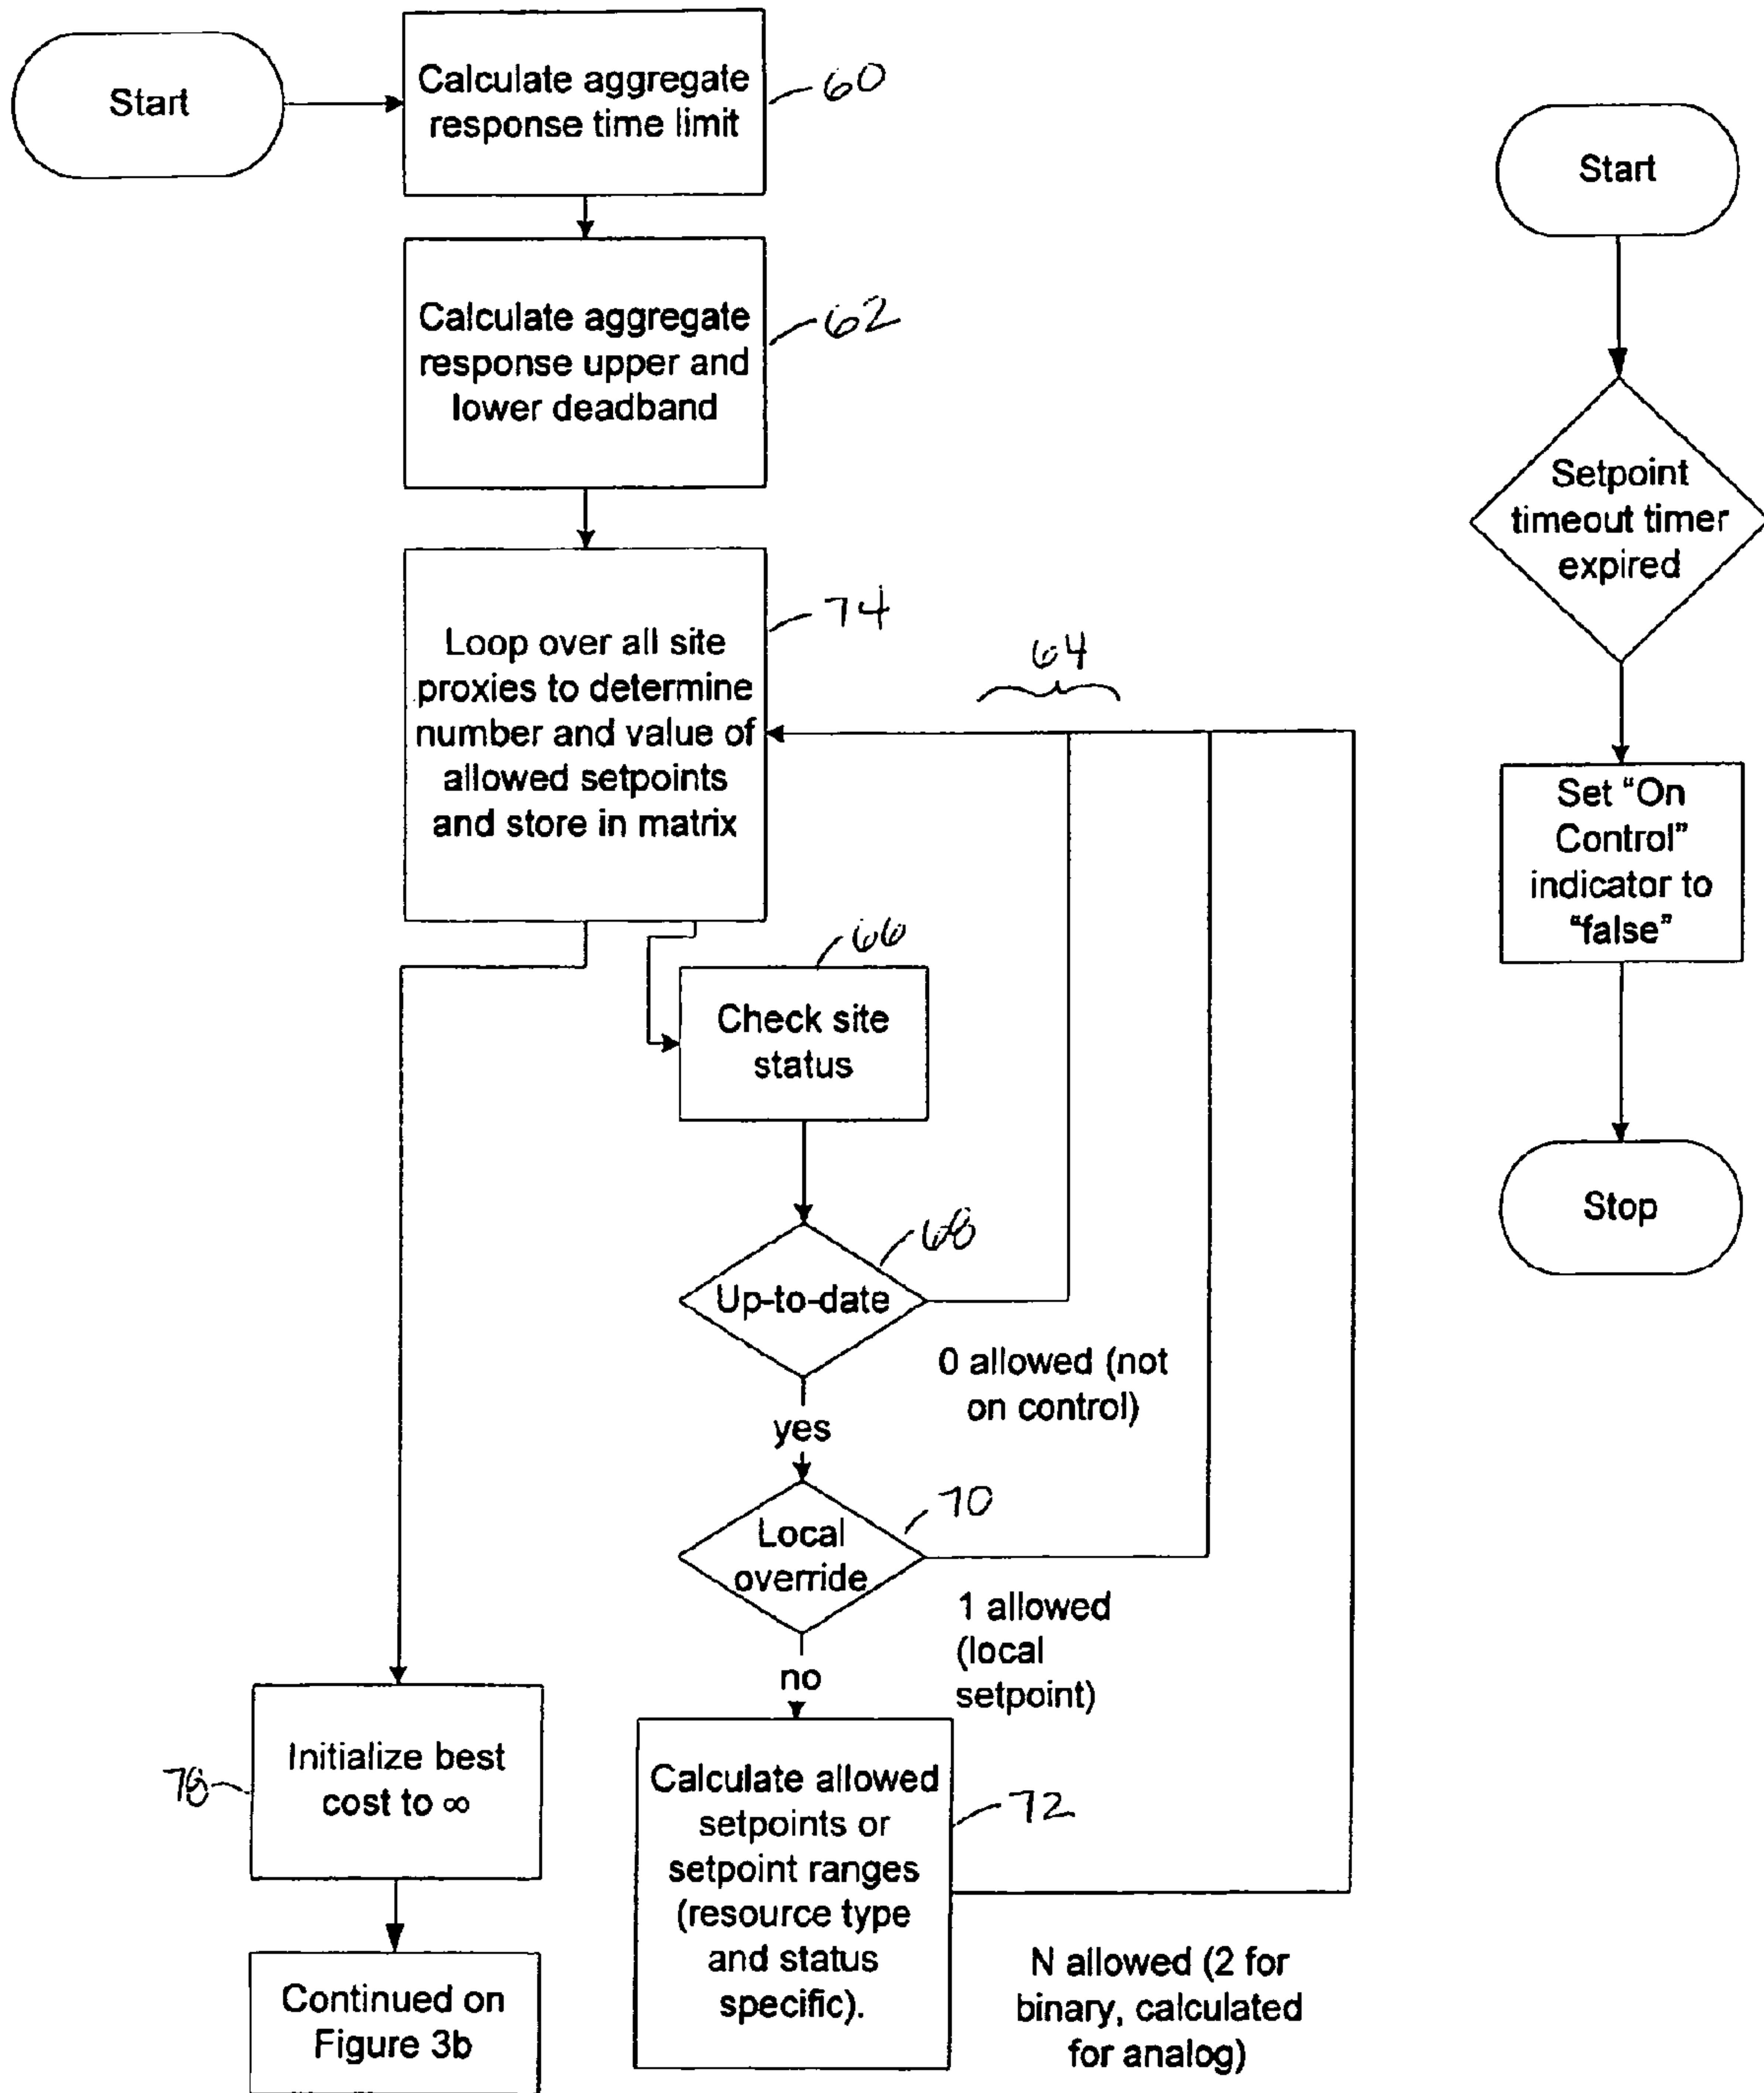 Start
Calculate aggregate
response time limit
60
Calculate aggregate
response upper and
lower deadband
62
Loop over all site
proxies to determine
number and value of
allowed setpoints
and store in matrix
74
64
Check site
status
66
Up-to-date
68
0 allowed (not
on control)
yes
Local
override
70
1 allowed
(local
setpoint)
no
Calculate allowed
setpoints or
setpoint ranges
(resource type
and status
specific).
72
N allowed (2 for
binary, calculated
for analog)
Initialize best
cost to ∞
78
Continued on
Figure 3b
Start
Setpoint
timeout timer
expired
Set “On
Control”
indicator to
“false”
Stop